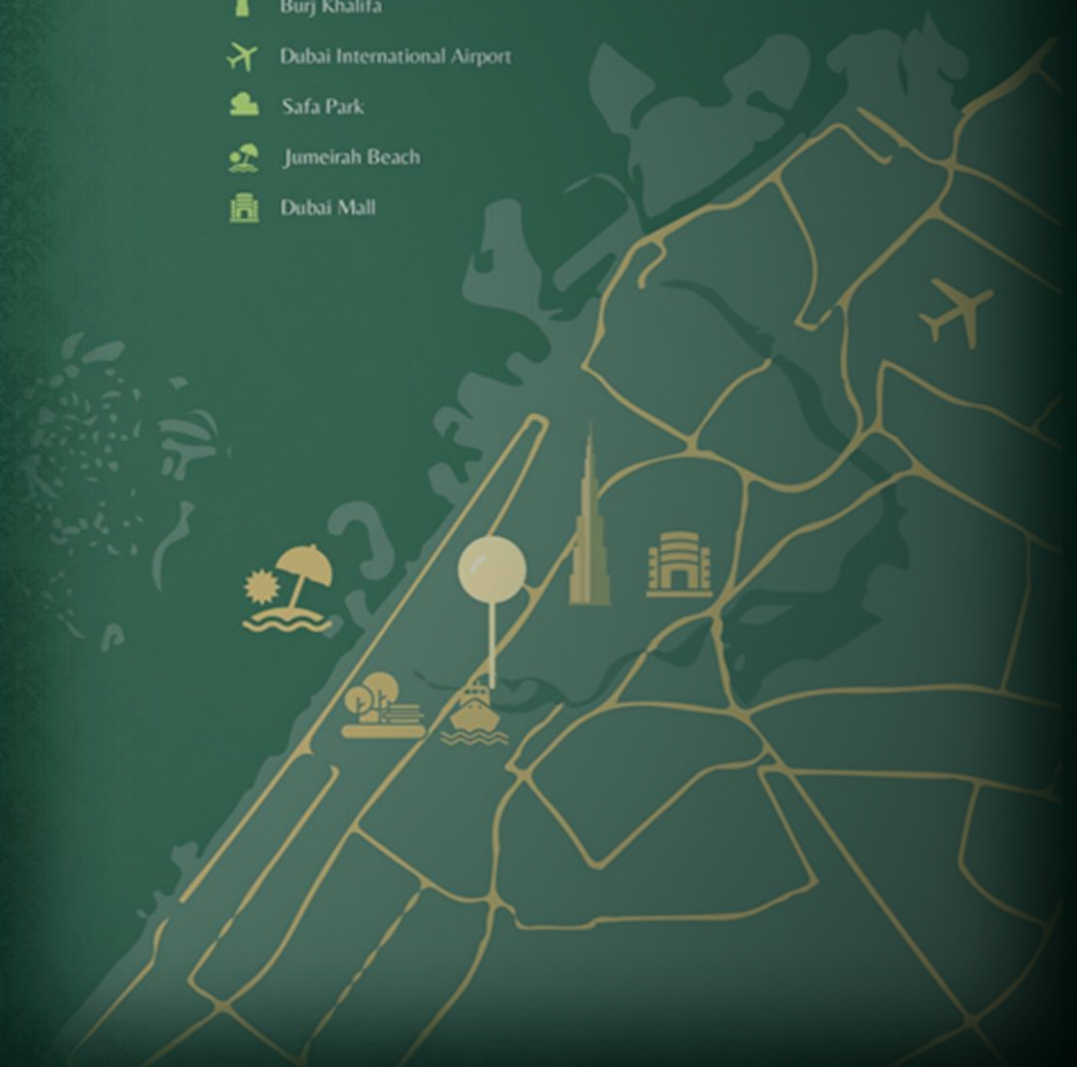 Burj Khalifa
Dubai International Airport
Safa Park
Jumeirah Beach
Dubai Mall